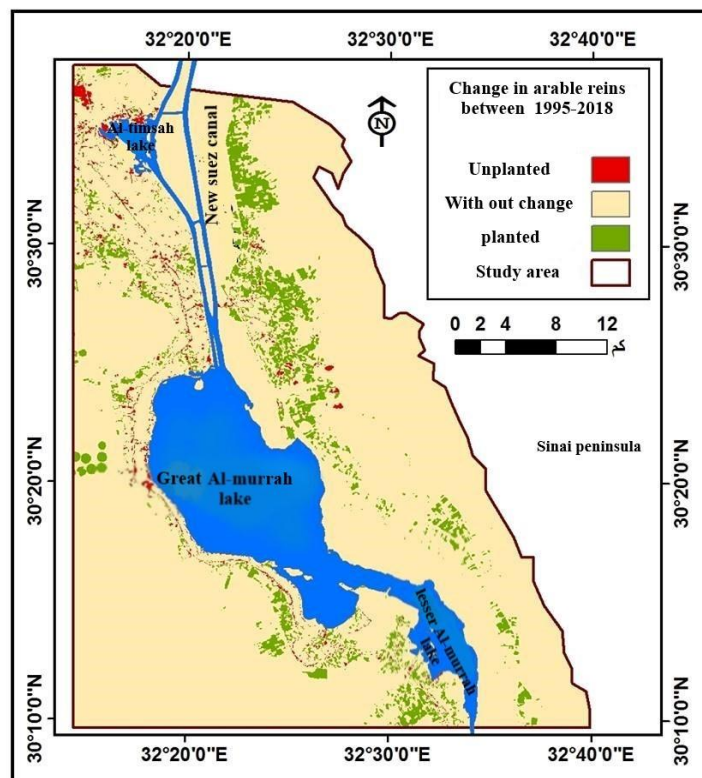 32°20'0"E 32°30'0"E 32°40'0"E
Change in arable reins
between 1995-2018
Unplanted
With out change
planted
Study area
N
Al-timsah
lake
New suez canal
30°30'0"N 30°30'0"N
0 2 4 8 12
كم
Sinai peninsula
30°20'0"N 30°20'0"N
Great Al-murrah
lake
lesser Al-murrah
lake
30°10'0"N 30°10'0"N
32°20'0"E 32°30'0"E 32°40'0"E